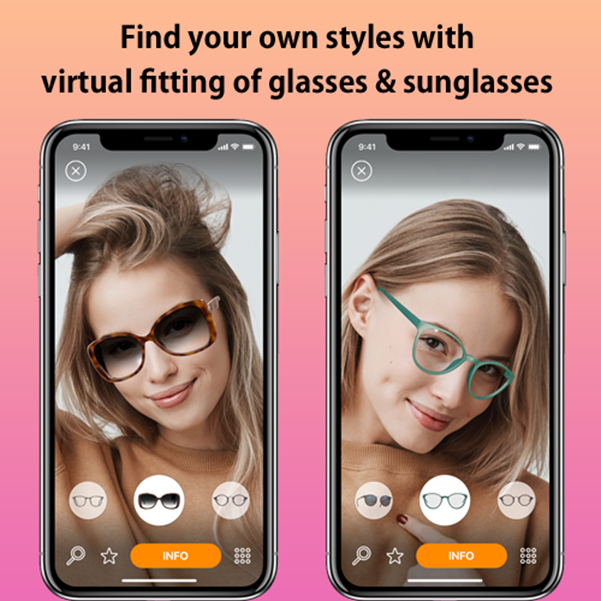 Find your own styles with
virtual fitting of glasses & sunglasses
9:41
9:41
INFO
INFO